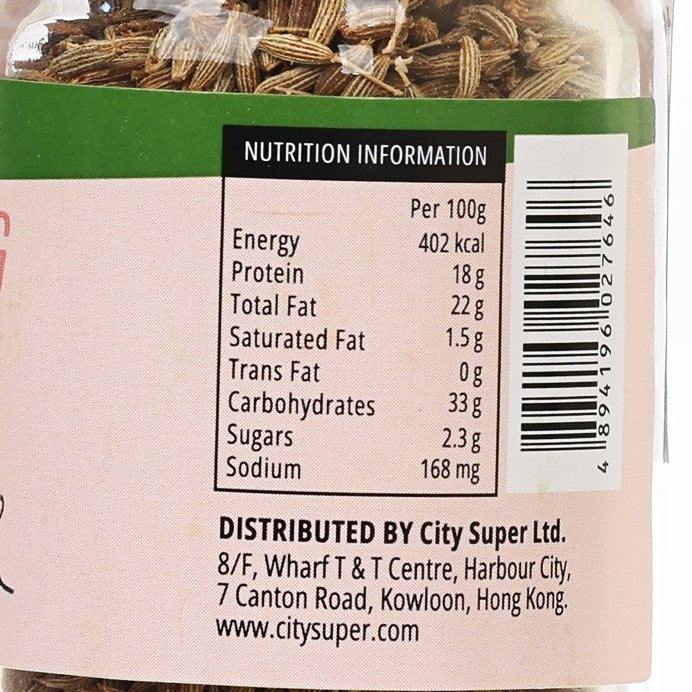 NUTRITION INFORMATION
Per 100g
Energy 402 kcal
Protein 18 g
Total Fat 22 g
Saturated Fat 1.5 g
Trans Fat 0 g
Carbohydrates 33 g
Sugars 2.3 g
Sodium 168 mg
4 894196 027646
DISTRIBUTED BY City Super Ltd.
8/F, Wharf T & T Centre, Harbour City,
7 Canton Road, Kowloon, Hong Kong.
www.citysuper.com